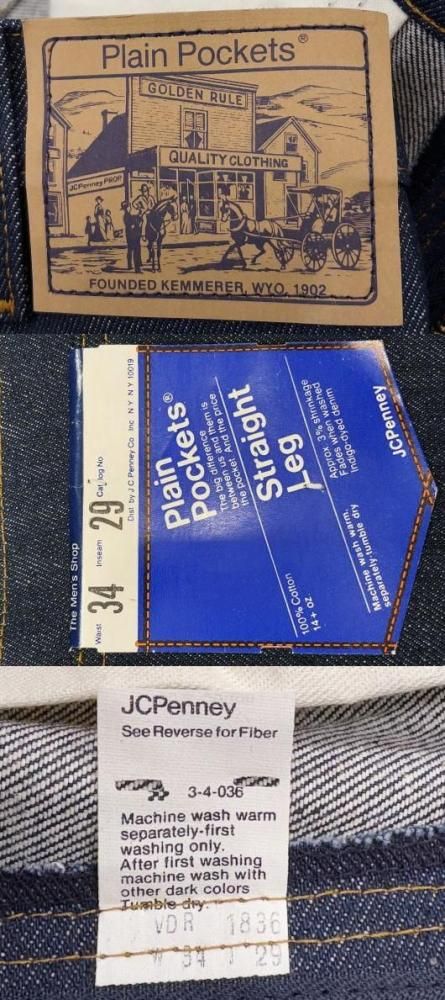 Plain Pockets®
GOLDEN RULE
QUALITY CLOTHING
JCPenney PROP.
FOUNDED KEMMERER, WYO. 1902
The Men's Shop
Waist 34 Inseam 29 Catalog No
Dist by J C Penney Co Inc N Y N Y 10019
Plain
Pockets®
The big difference
between us and them is
the pocket. And the price
Straight
Leg
Approx. 3% shrinkage
Fades when washed
Indigo-dyed denim
JCPenney
100% Cotton
14+ oz
Machine wash warm,
separately tumble dry
JCPenney
See Reverse for Fiber
3-4-036
Machine wash warm
separately-first
washing only.
After first washing
machine wash with
other dark colors
Tumble dry.
VDR 1836
W 34 I 29